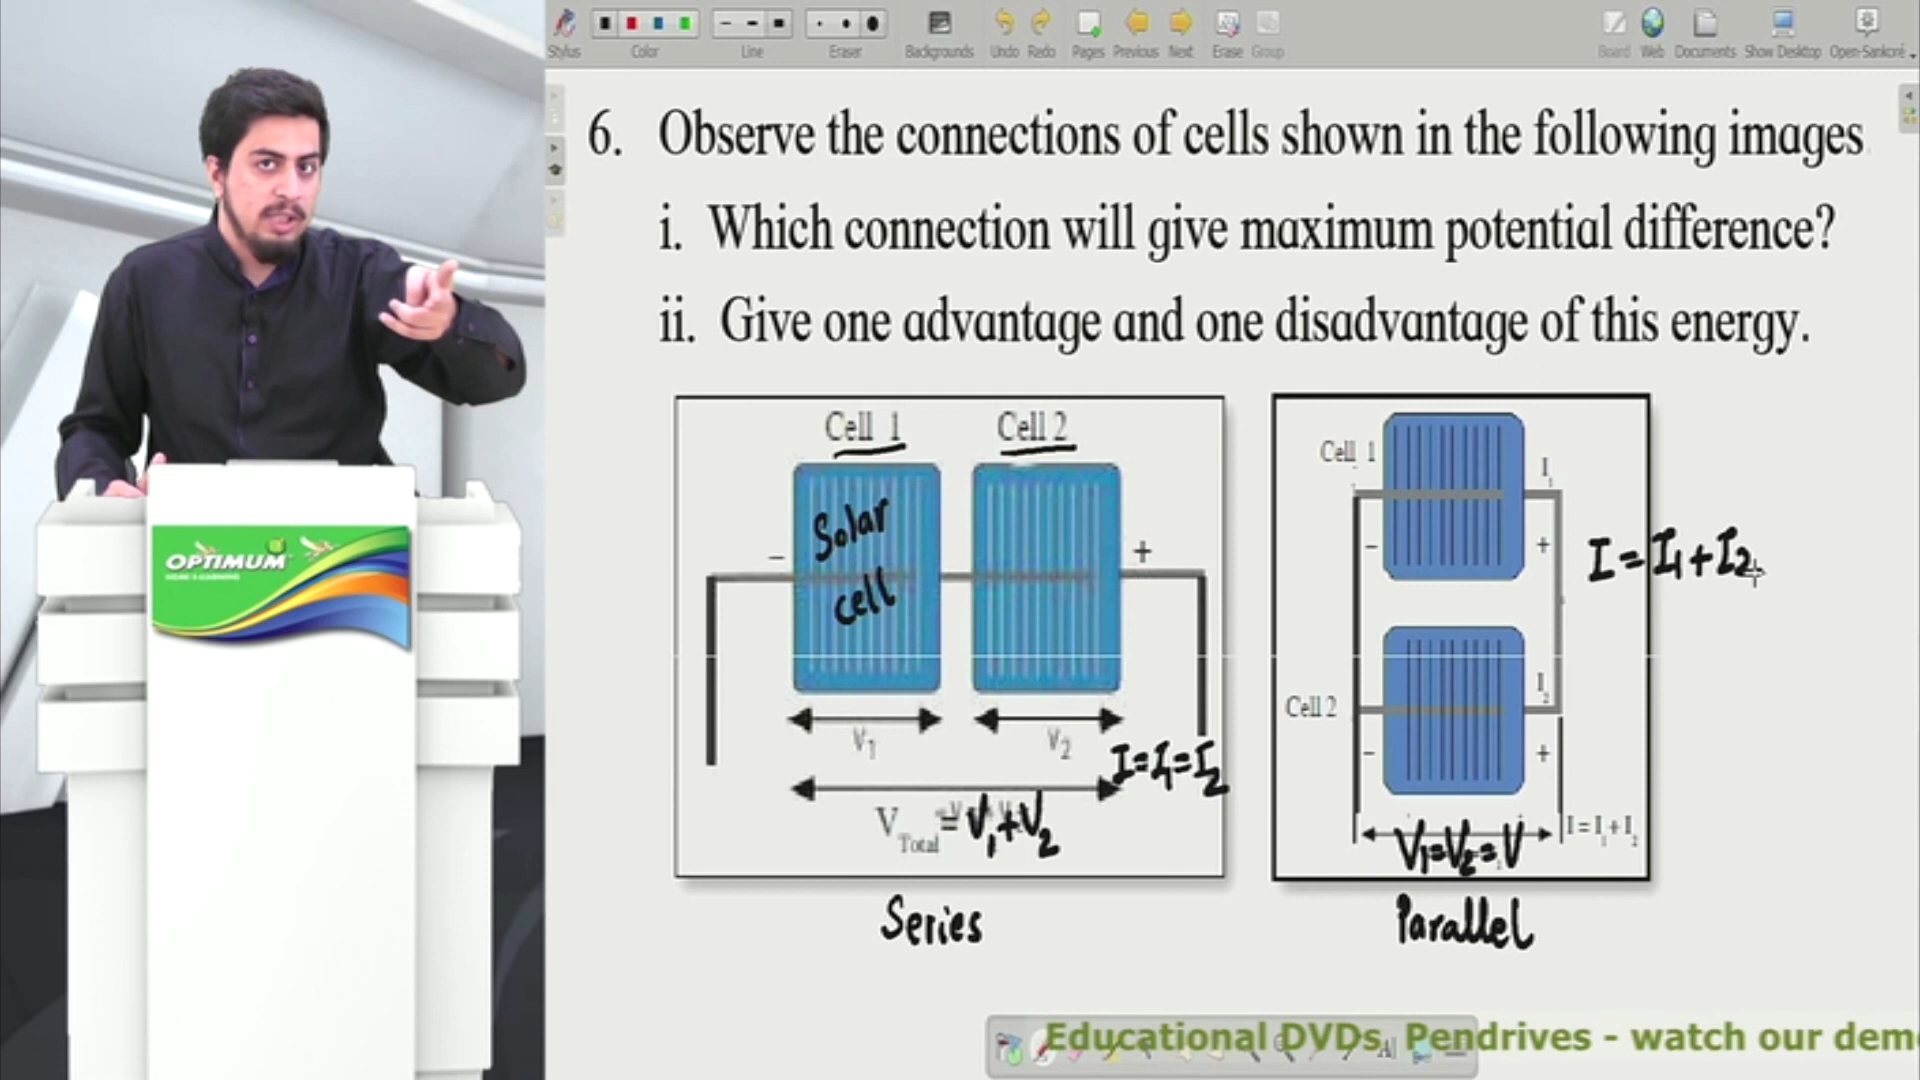 Stylus Color Line Eraser Backgrounds Undo Redo Pages Previous Next Erase Group Board Web Documents Show Desktop Open-Sankoré
6. Observe the connections of cells shown in the following images
i. Which connection will give maximum potential difference?
ii. Give one advantage and one disadvantage of this energy.
Cell 1
Cell 2
Solar
cell
–
+
V1
V2
I=I1=I2
VTotal = V1+V2
Series
Cell 1
I1
–
+
I = I1+I2
Cell 2
I2
–
+
V1=V2=V
I = I1 + I2
Parallel
OPTIMUM
Educational DVDs, Pendrives - watch our dem